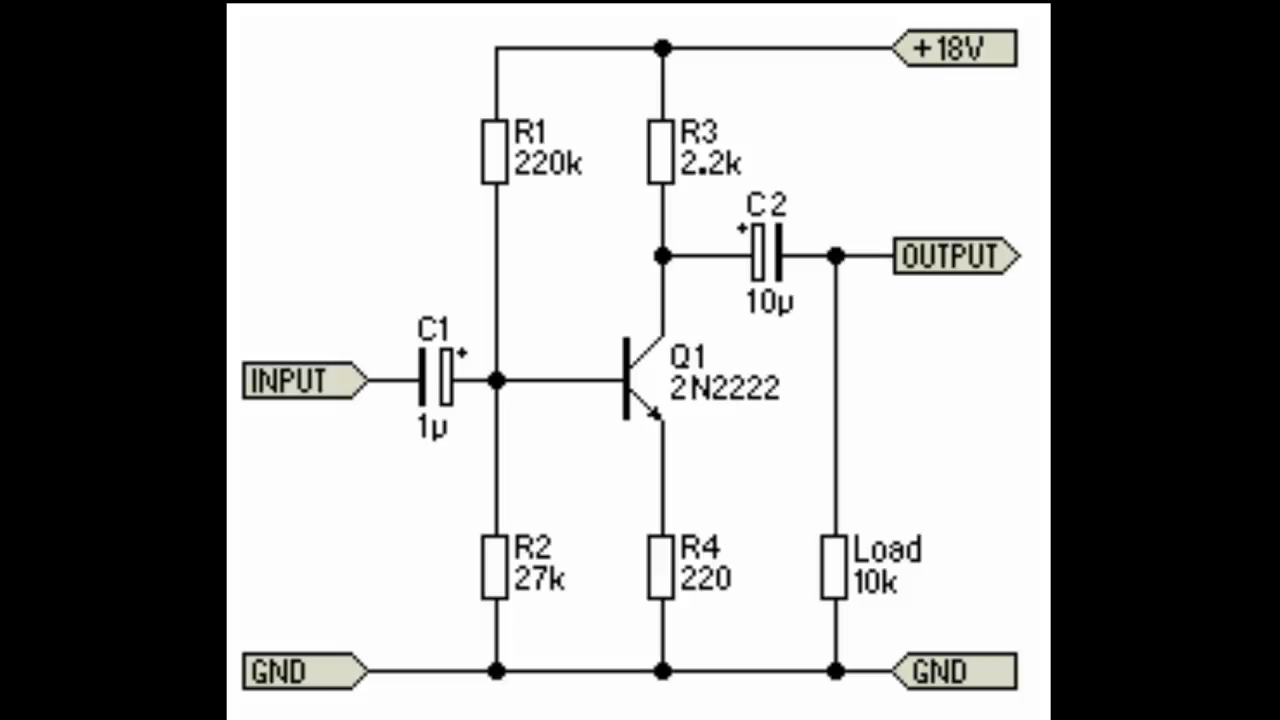 +18V
R1
220k
R3
2.2k
C2
+
OUTPUT
10µ
C1
+
INPUT
1µ
Q1
2N2222
R2
27k
R4
220
Load
10k
GND
GND